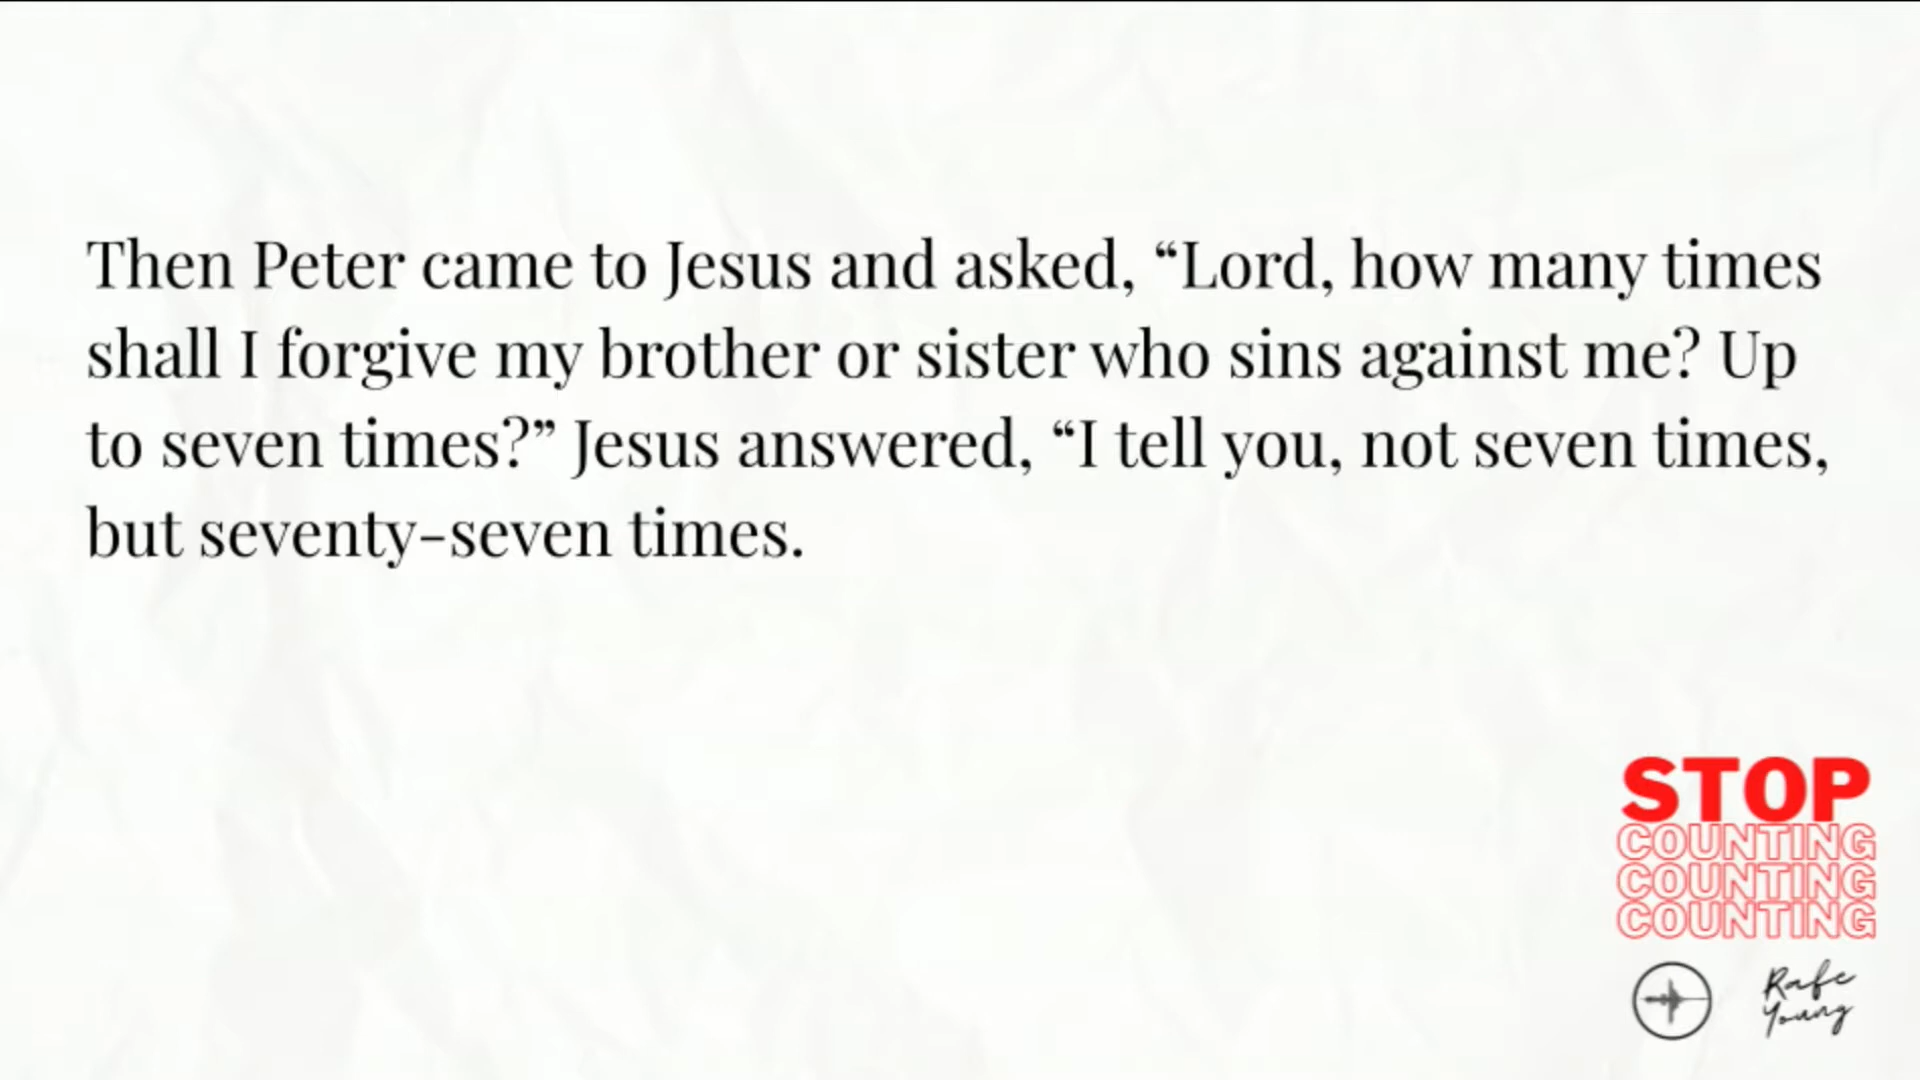 Then Peter came to Jesus and asked, “Lord, how many times
shall I forgive my brother or sister who sins against me? Up
to seven times?” Jesus answered, “I tell you, not seven times,
but seventy-seven times.
STOP
COUNTING
COUNTING
COUNTING
Rafe
Young